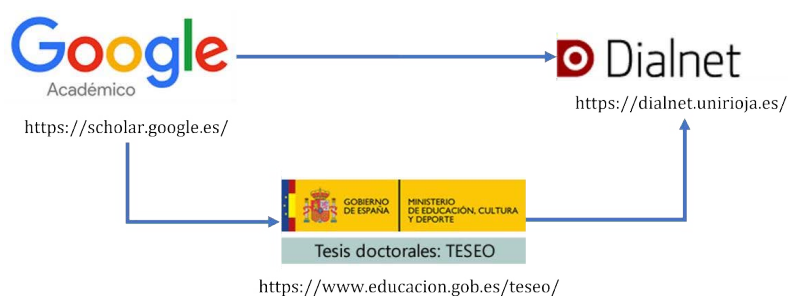 Google
Académico
https://scholar.google.es/
Dialnet
https://dialnet.unirioja.es/
GOBIERNO
DE ESPAÑA
MINISTERIO
DE EDUCACIÓN, CULTURA
Y DEPORTE
Tesis doctorales: TESEO
https://www.educacion.gob.es/teseo/